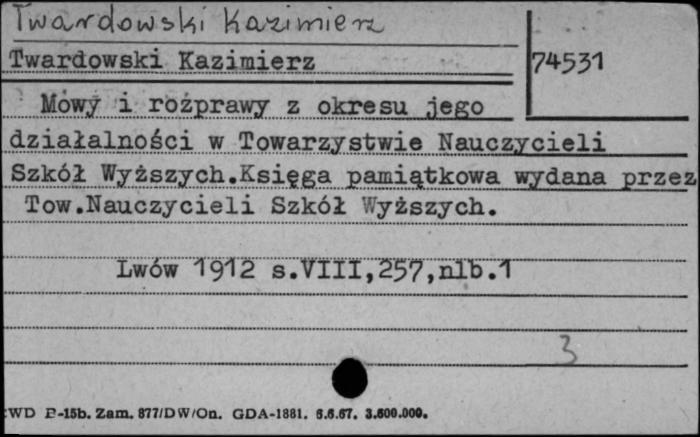 Twardowski Kazimierz
Twardowski Kazimierz
74531
Mowy i rozprawy z okresu jego
działalności w Towarzystwie Nauczycieli
Szkół Wyższych.Księga pamiątkowa wydana przez
Tow.Nauczycieli Szkół Wyższych.
Lwów 1912 s.VIII,257,nlb.1
3
WD P-15b. Zam. 877/DW/On. GDA-1881. 6.6.67. 3.600.000.